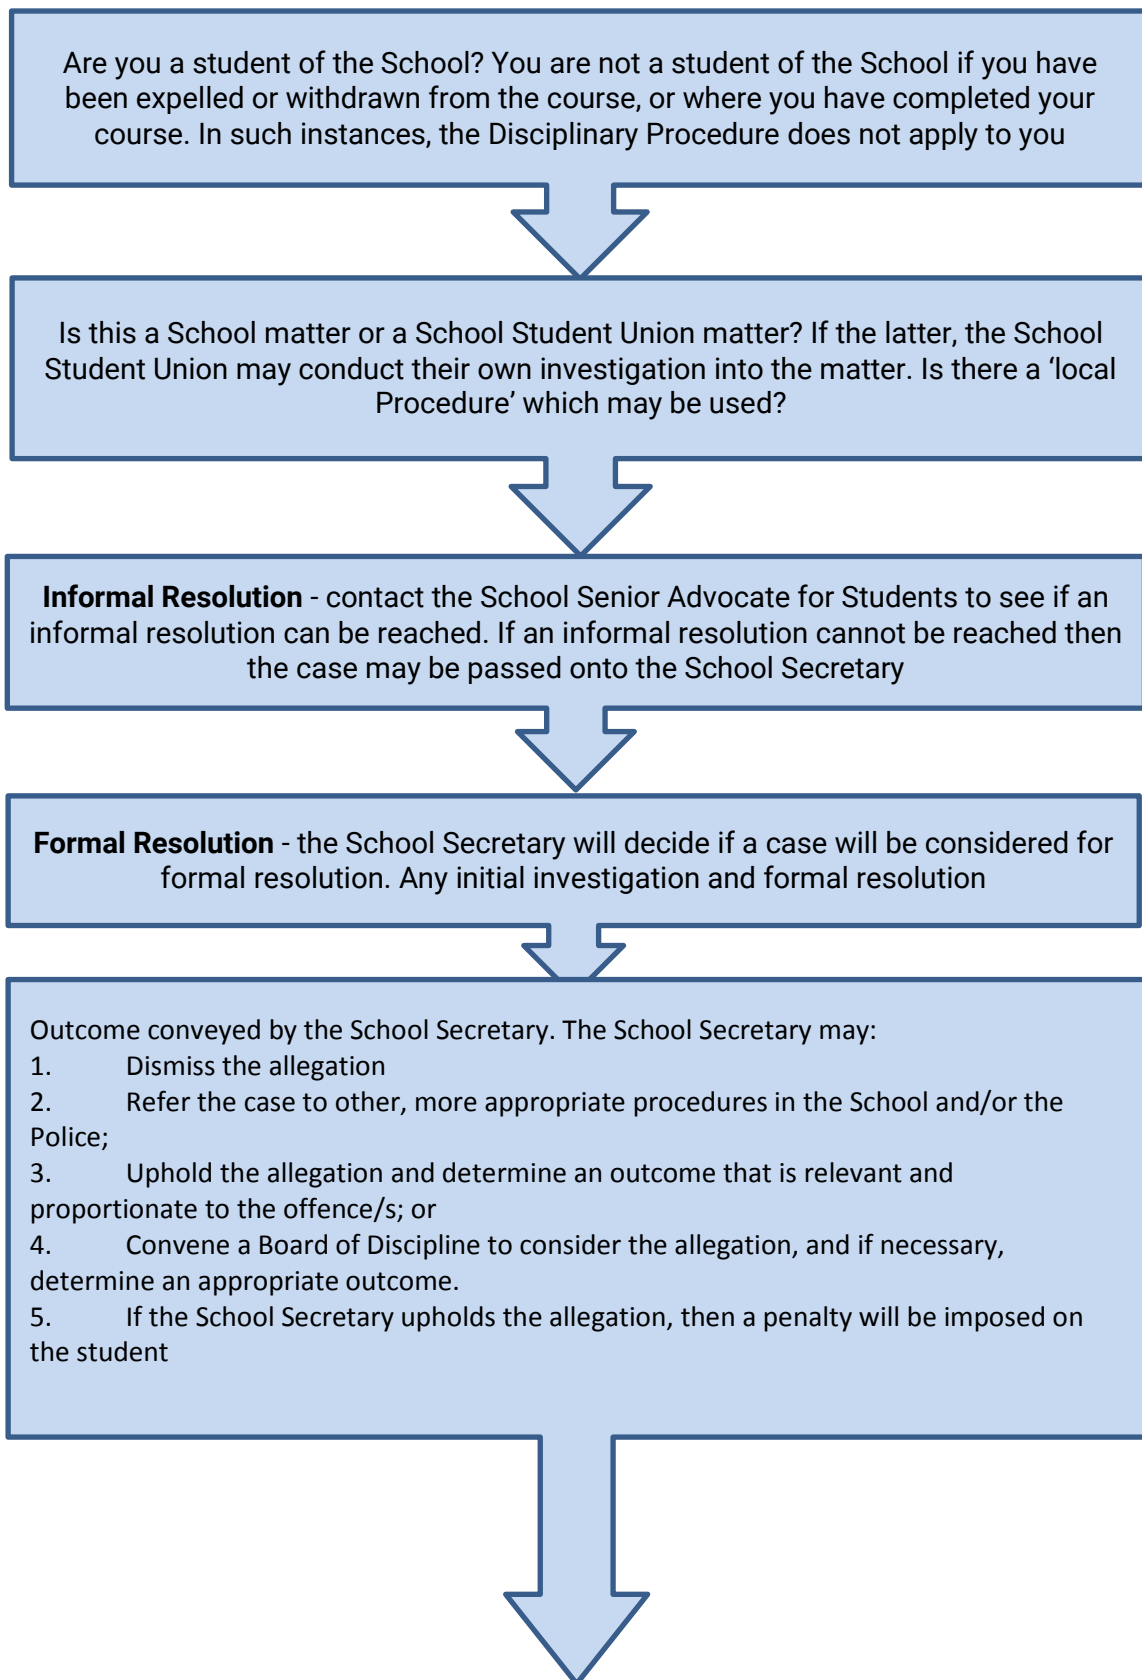 Are you a student of the School? You are not a student of the School if you have
been expelled or withdrawn from the course, or where you have completed your
course. In such instances, the Disciplinary Procedure does not apply to you
Is this a School matter or a School Student Union matter? If the latter, the School
Student Union may conduct their own investigation into the matter. Is there a ‘local
Procedure’ which may be used?
Informal Resolution - contact the School Senior Advocate for Students to see if an
informal resolution can be reached. If an informal resolution cannot be reached then
the case may be passed onto the School Secretary
Formal Resolution - the School Secretary will decide if a case will be considered for
formal resolution. Any initial investigation and formal resolution
Outcome conveyed by the School Secretary. The School Secretary may:
1. Dismiss the allegation
2. Refer the case to other, more appropriate procedures in the School and/or the
Police;
3. Uphold the allegation and determine an outcome that is relevant and
proportionate to the offence/s; or
4. Convene a Board of Discipline to consider the allegation, and if necessary,
determine an appropriate outcome.
5. If the School Secretary upholds the allegation, then a penalty will be imposed on
the student